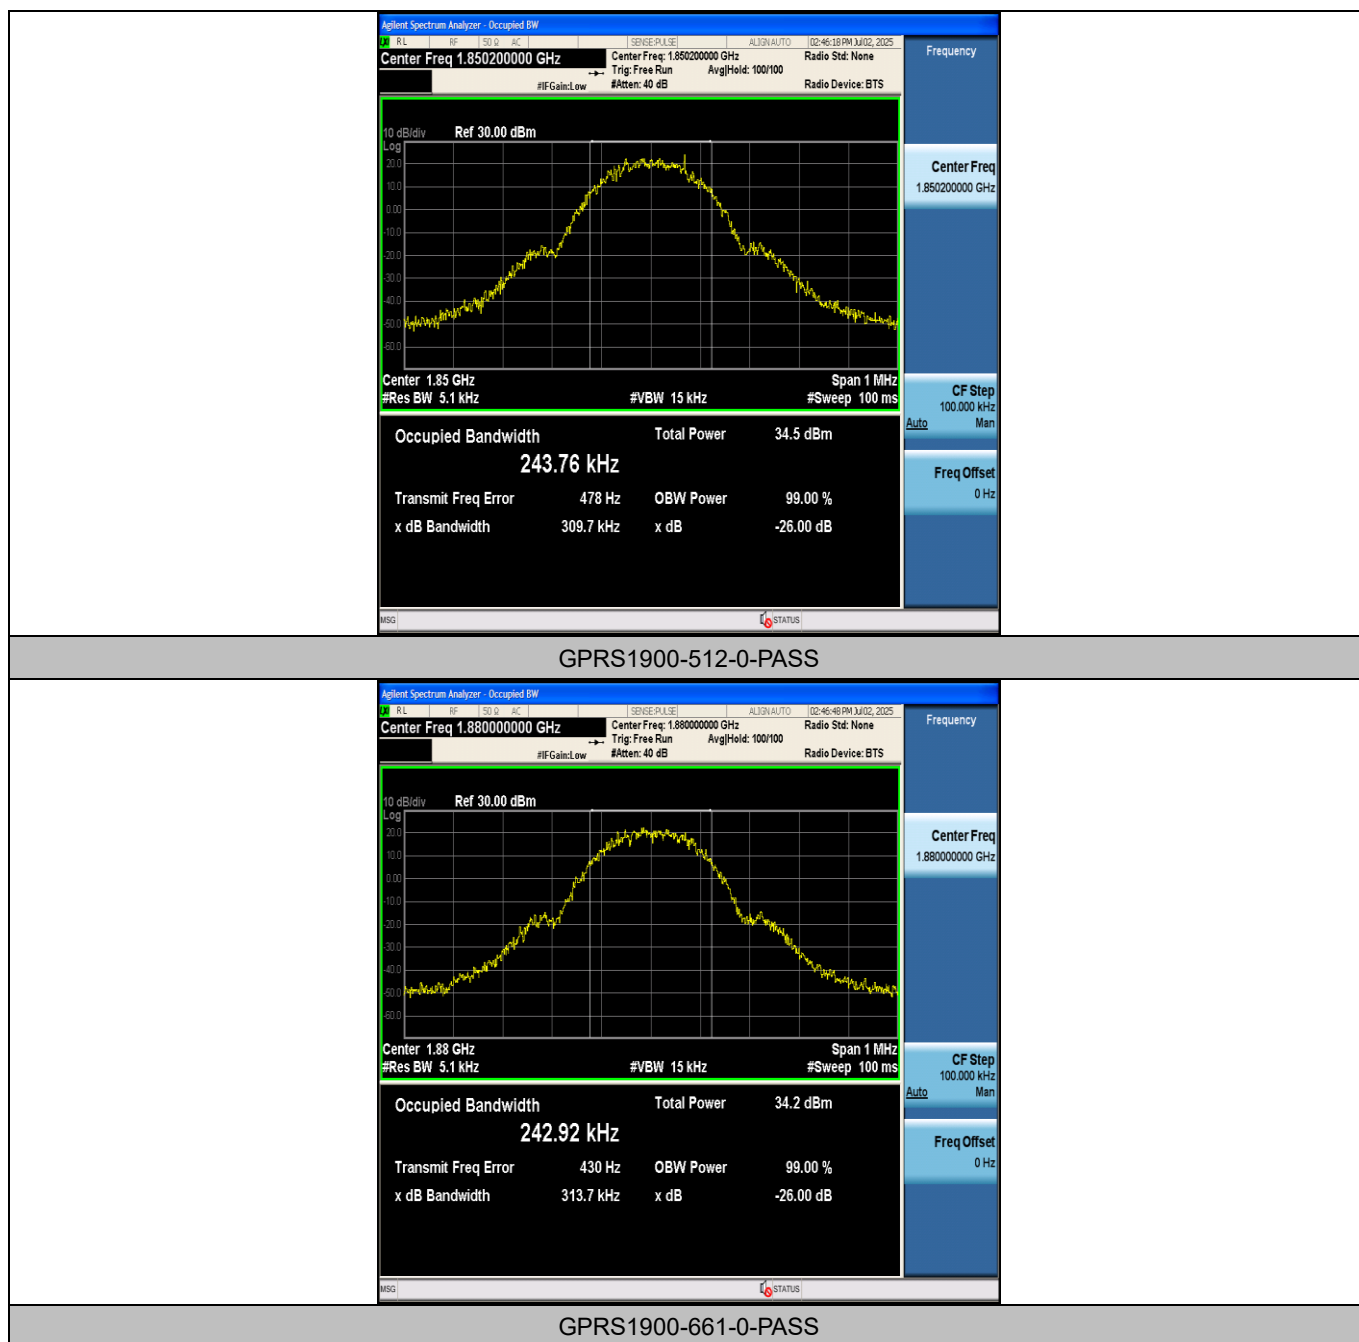 Agilent Spectrum Analyzer - Occupied BW
LXI RL RF 50 Ω AC SENSE:PULSE ALIGN AUTO 02:46:18 PM Jul 02, 2025
Center Freq 1.850200000 GHz
Center Freq: 1.850200000 GHz Radio Std: None
Trig: Free Run Avg|Hold: 100/100
#IFGain:Low #Atten: 40 dB Radio Device: BTS
10 dB/div Ref 30.00 dBm
Log
20.0
10.0
0.00
-10.0
-20.0
-30.0
-40.0
-50.0
-60.0
Center 1.85 GHz Span 1 MHz
#Res BW 5.1 kHz #VBW 15 kHz #Sweep 100 ms
Occupied Bandwidth Total Power 34.5 dBm
243.76 kHz
Transmit Freq Error 478 Hz OBW Power 99.00 %
x dB Bandwidth 309.7 kHz x dB -26.00 dB
MSG STATUS
Frequency
Center Freq
1.850200000 GHz
CF Step
100.000 kHz
Auto Man
Freq Offset
0 Hz
GPRS1900-512-0-PASS
Agilent Spectrum Analyzer - Occupied BW
LXI RL RF 50 Ω AC SENSE:PULSE ALIGN AUTO 02:46:48 PM Jul 02, 2025
Center Freq 1.880000000 GHz
Center Freq: 1.880000000 GHz Radio Std: None
Trig: Free Run Avg|Hold: 100/100
#IFGain:Low #Atten: 40 dB Radio Device: BTS
10 dB/div Ref 30.00 dBm
Log
20.0
10.0
0.00
-10.0
-20.0
-30.0
-40.0
-50.0
-60.0
Center 1.88 GHz Span 1 MHz
#Res BW 5.1 kHz #VBW 15 kHz #Sweep 100 ms
Occupied Bandwidth Total Power 34.2 dBm
242.92 kHz
Transmit Freq Error 430 Hz OBW Power 99.00 %
x dB Bandwidth 313.7 kHz x dB -26.00 dB
MSG STATUS
Frequency
Center Freq
1.880000000 GHz
CF Step
100.000 kHz
Auto Man
Freq Offset
0 Hz
GPRS1900-661-0-PASS